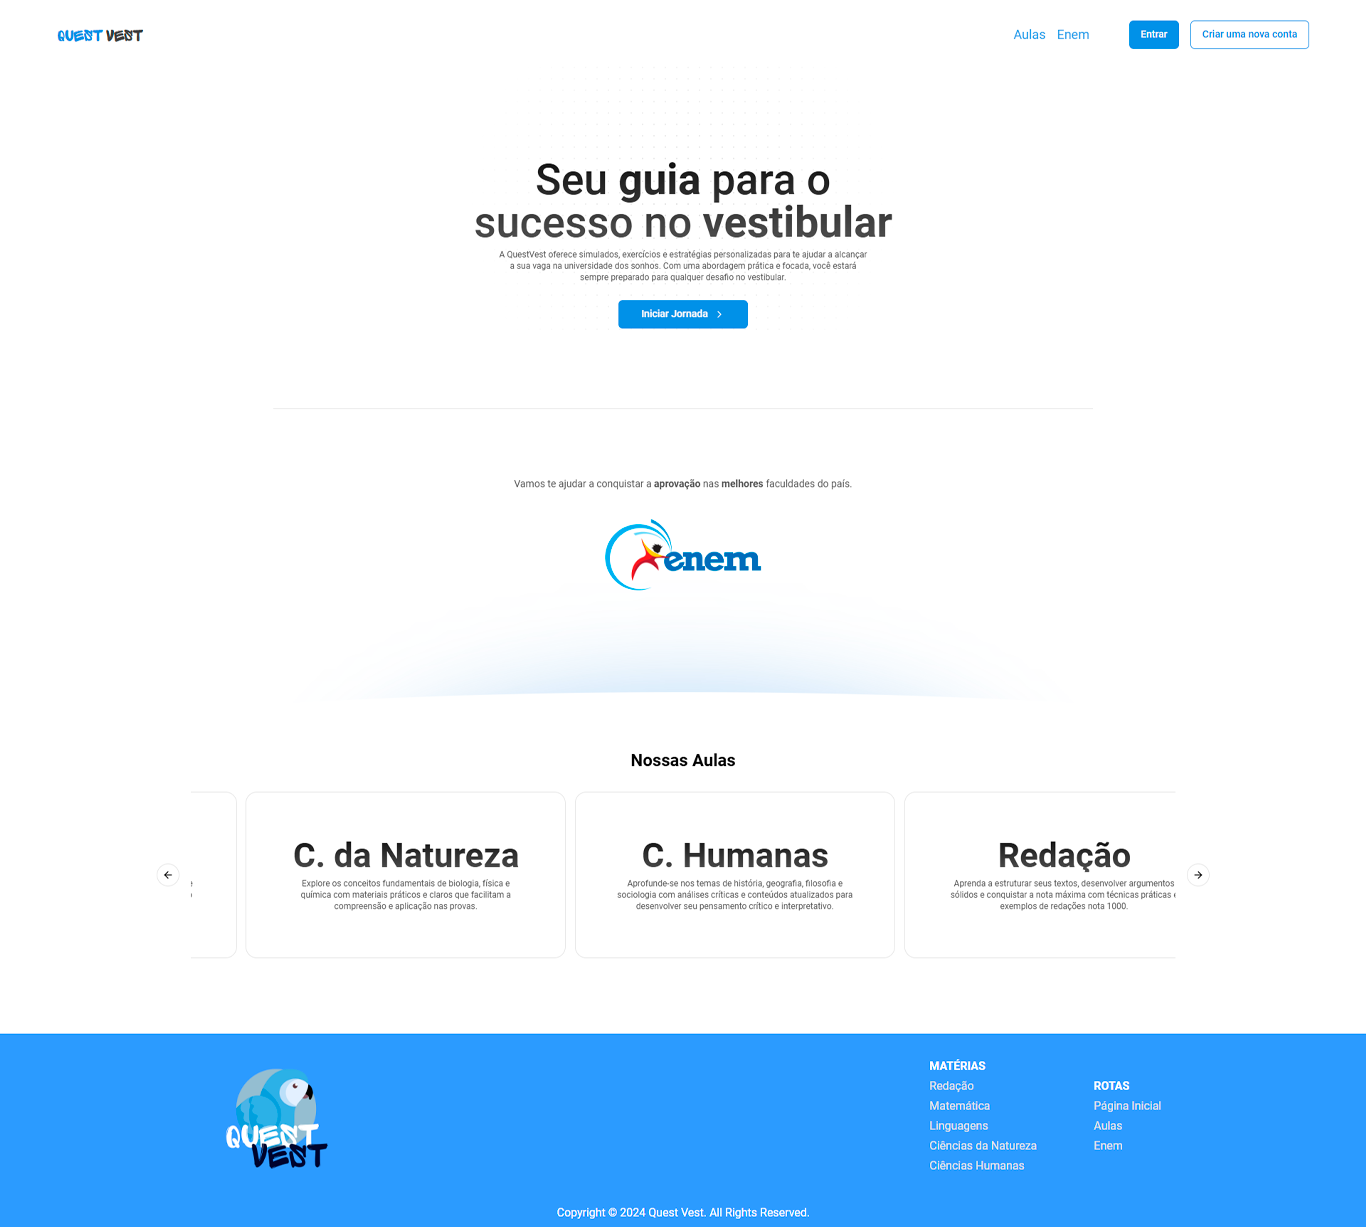 QUEST VEST
Aulas Enem Entrar Criar uma nova conta
Seu guia para o
sucesso no vestibular
A QuestVest oferece simulados, exercícios e estratégias personalizadas para te ajudar a alcançar
a sua vaga na universidade dos sonhos. Com uma abordagem prática e focada, você estará
sempre preparado para qualquer desafio no vestibular.
Iniciar Jornada
Vamos te ajudar a conquistar a aprovação nas melhores faculdades do país.
enem
Nossas Aulas
C. da Natureza
Explore os conceitos fundamentais de biologia, física e
química com materiais práticos e claros que facilitam a
compreensão e aplicação nas provas.
C. Humanas
Aprofunde-se nos temas de história, geografia, filosofia e
sociologia com análises críticas e conteúdos atualizados para
desenvolver seu pensamento crítico e interpretativo.
Redação
Aprenda a estruturar seus textos, desenvolver argumentos
sólidos e conquistar a nota máxima com técnicas práticas e
exemplos de redações nota 1000.
QUEST
VEST
MATÉRIAS
Redação
Matemática
Linguagens
Ciências da Natureza
Ciências Humanas
ROTAS
Página Inicial
Aulas
Enem
Copyright © 2024 Quest Vest. All Rights Reserved.